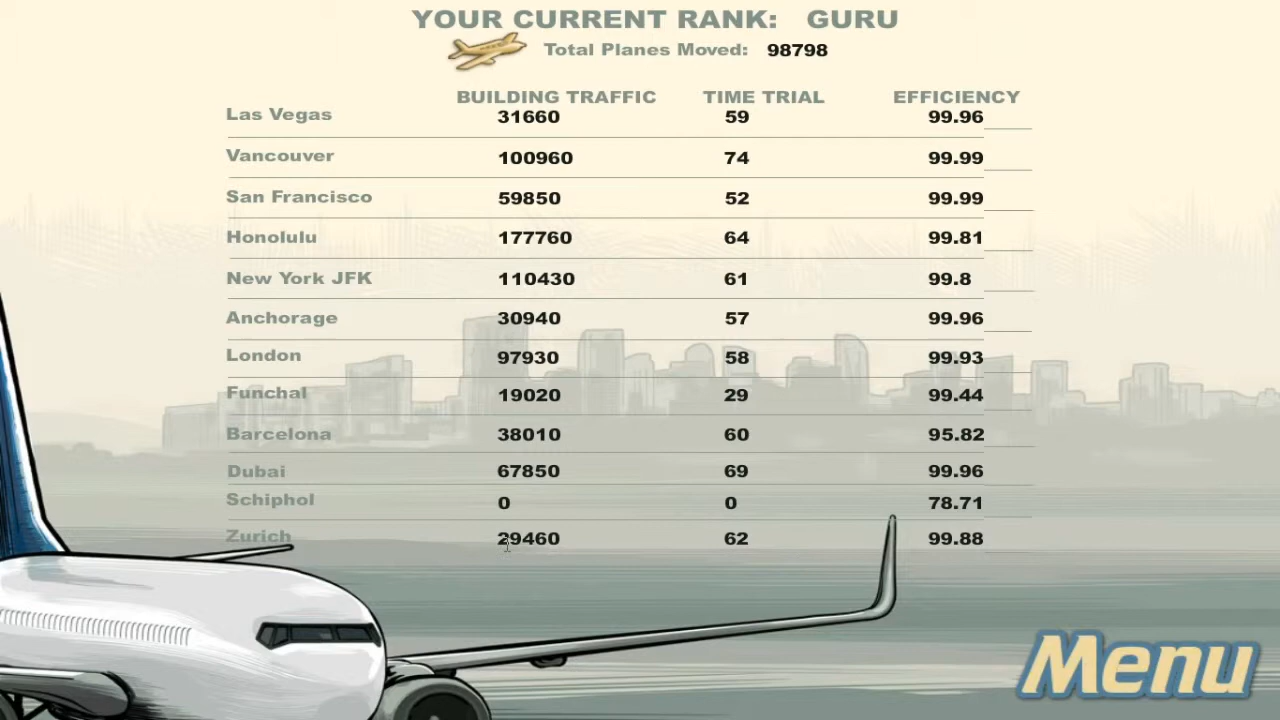 YOUR CURRENT RANK: GURU
Total Planes Moved: 98798
BUILDING TRAFFIC TIME TRIAL EFFICIENCY
Las Vegas 31660 59 99.96
Vancouver 100960 74 99.99
San Francisco 59850 52 99.99
Honolulu 177760 64 99.81
New York JFK 110430 61 99.8
Anchorage 30940 57 99.96
London 97930 58 99.93
Funchal 19020 29 99.44
Barcelona 38010 60 95.82
Dubai 67850 69 99.96
Schiphol 0 0 78.71
Zurich 29460 62 99.88
Menu